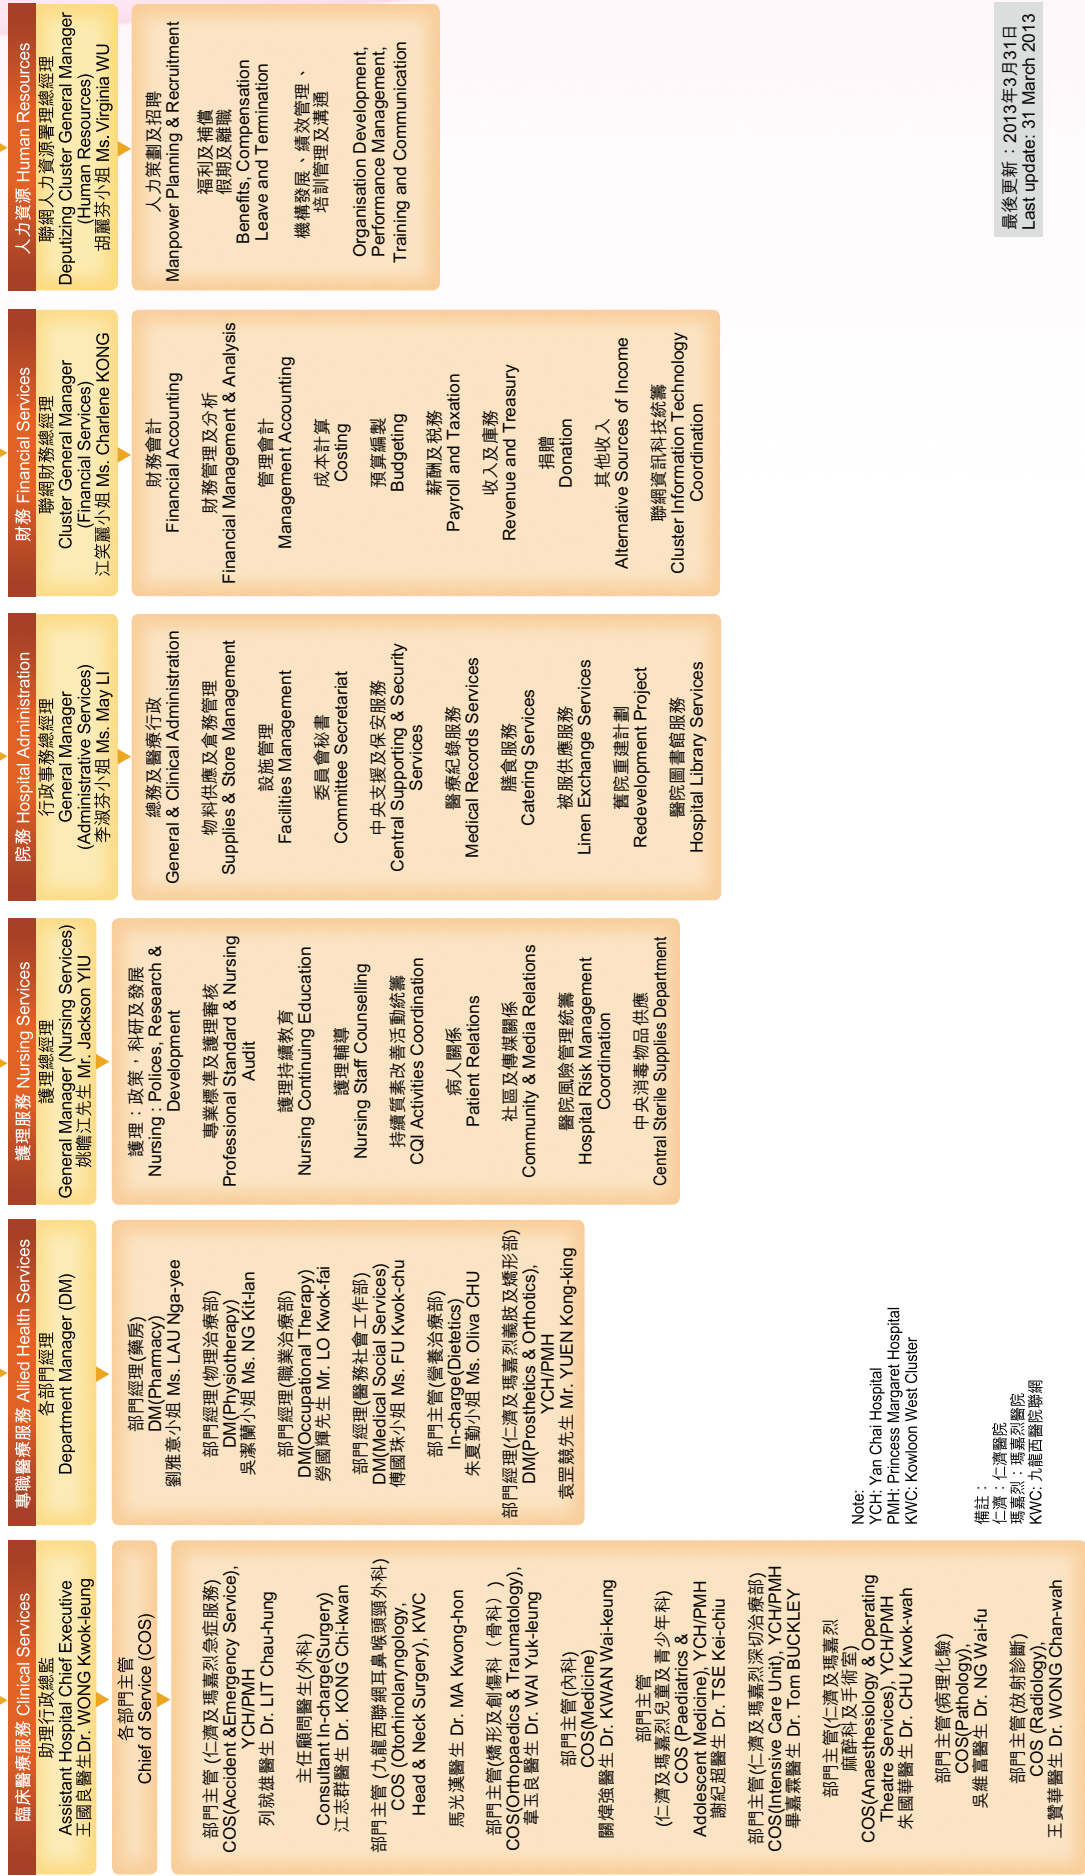 臨床醫療服務 Clinical Services
助理行政總監
Assistant Hospital Chief Executive
王國良醫生Dr. WONG Kwok-leung
各部門主管
Chief of Service (COS)
部門主管 (仁濟及瑪嘉烈急症服務)
COS(Accident &Emergency Service),
YCH/PMH
列就雄醫生 Dr. LIT Chau-hung
主任顧問醫生(外科)
Consultant In-charge(Surgery)
江志群醫生 Dr. KONG Chi-kwan
部門主管 (九龍西聯網耳鼻喉頭頸外科)
COS (Otorhinolaryngology,
Head & Neck Surgery), KWC
馬光漢醫生 Dr. MA Kwong-hon
部門主管(矯形及創傷科（骨科）)
COS(Orthopaedics & Traumatology),
韋玉良醫生 Dr. WAI Yuk-leung
部門主管(內科)
COS(Medicine)
關煒強醫生 Dr. KWAN Wai-keung
部門主管
(仁濟及瑪嘉烈兒童及青少年科)
COS (Paediatrics &
Adolescent Medicine), YCH/PMH
謝紀超醫生 Dr. TSE Kei-chiu
部門主管(仁濟及瑪嘉烈深切治療部)
COS(Intensive Care Unit), YCH/PMH
畢嘉霖醫生 Dr. Tom BUCKLEY
部門主管(仁濟及瑪嘉烈
麻醉科及手術室)
COS(Anaesthesiology & Operating
Theatre Services), YCH/PMH
朱國華醫生 Dr. CHU Kwok-wah
部門主管(病理化驗)
COS(Pathology),
吳維富醫生 Dr. NG Wai-fu
部門主管(放射診斷)
COS (Radiology),
王贊華醫生 Dr. WONG Chan-wah
專職醫療服務 Allied Health Services
各部門經理
Department Manager (DM)
部門經理(藥房)
DM(Pharmacy)
劉雅意小姐 Ms. LAU Nga-yee
部門經理(物理治療部)
DM(Physiotherapy)
吳潔蘭小姐 Ms. NG Kit-lan
部門經理(職業治療部)
DM(Occupational Therapy)
勞國輝先生 Mr. LO Kwok-fai
部門經理(醫務社會工作部)
DM(Medical Social Services)
傅國珠小姐 Ms. FU Kwok-chu
部門主管(營養治療部)
In-charge(Dietetics)
朱夏勤小姐 Ms. Oliva CHU
部門經理(仁濟及瑪嘉烈義肢及矯形部)
DM(Prosthetics & Orthotics),
YCH/PMH
袁罡競先生 Mr. YUEN Kong-king
Note:
YCH: Yan Chai Hospital
PMH: Princess Margaret Hospital
KWC: Kowloon West Cluster
備註：
仁濟：仁濟醫院
瑪嘉烈：瑪嘉烈醫院
KWC: 九龍西醫院聯網
護理服務 Nursing Services
護理總經理
General Manager (Nursing Services)
姚瞻江先生 Mr. Jackson YIU
護理：政策，科研及發展
Nursing : Polices, Research &
Development
專業標準及護理審核
Professional Standard & Nursing
Audit
護理持續教育
Nursing Continuing Education
護理輔導
Nursing Staff Counselling
持續質素改善活動統籌
CQI Activities Coordination
病人關係
Patient Relations
社區及傳媒關係
Community & Media Relations
醫院風險管理統籌
Hospital Risk Management
Coordination
中央消毒物品供應
Central Sterile Supplies Department
院務 Hospital Administration
行政事務總經理
General Manager
(Administrative Services)
李淑芬小姐 Ms. May LI
總務及醫療行政
General & Clinical Administration
物料供應及倉務管理
Supplies & Store Management
設施管理
Facilities Management
委員會秘書
Committee Secretariat
中央支援及保安服務
Central Supporting & Security
Services
醫療紀錄服務
Medical Records Services
膳食服務
Catering Services
被服供應服務
Linen Exchange Services
舊院重建計劃
Redevelopment Project
醫院圖書館服務
Hospital Library Services
財務 Financial Services
聯網財務總經理
Cluster General Manager
(Financial Services)
江笑麗小姐 Ms. Charlene KONG
財務會計
Financial Accounting
財務管理及分析
Financial Management & Analysis
管理會計
Management Accounting
成本計算
Costing
預算編製
Budgeting
薪酬及税務
Payroll and Taxation
收入及庫務
Revenue and Treasury
捐贈
Donation
其他收入
Alternative Sources of Income
聯網資訊科技統籌
Cluster Information Technology
Coordination
人力資源 Human Resources
聯網人力資源署理總經理
Deputizing Cluster General Manager
(Human Resources)
胡麗芬小姐 Ms. Virginia WU
人力策劃及招聘
Manpower Planning & Recruitment
福利及補償
假期及離職
Benefits, Compensation
Leave and Termination
機構發展、績效管理、
培訓管理及溝通
Organisation Development,
Performance Management,
Training and Communication
最後更新：2013年3月31日
Last update: 31 March 2013